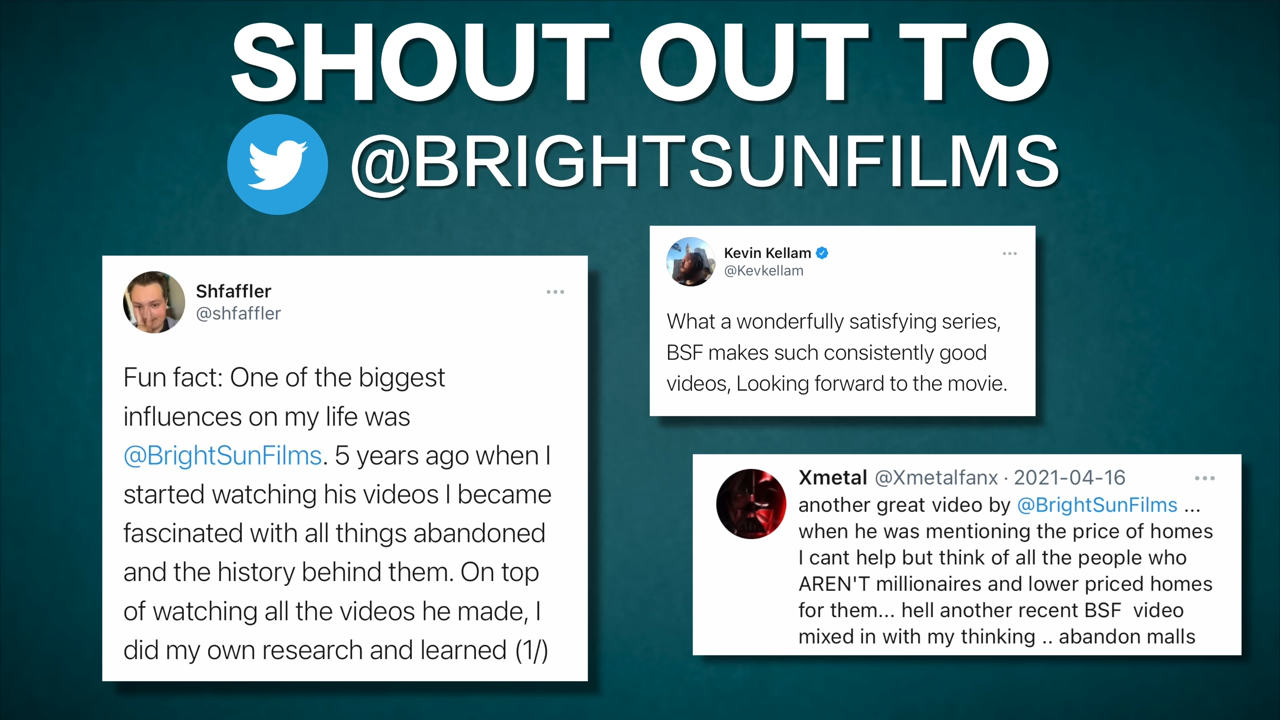 SHOUT OUT TO
@BRIGHTSUNFILMS
Shfaffler
@shfaffler
Fun fact: One of the biggest
influences on my life was
@BrightSunFilms. 5 years ago when I
started watching his videos I became
fascinated with all things abandoned
and the history behind them. On top
of watching all the videos he made, I
did my own research and learned (1/)
Kevin Kellam
@Kevkellam
What a wonderfully satisfying series,
BSF makes such consistently good
videos, Looking forward to the movie.
Xmetal @Xmetalfanx · 2021-04-16
another great video by @BrightSunFilms ...
when he was mentioning the price of homes
I cant help but think of all the people who
AREN'T millionaires and lower priced homes
for them... hell another recent BSF  video
mixed in with my thinking .. abandon malls